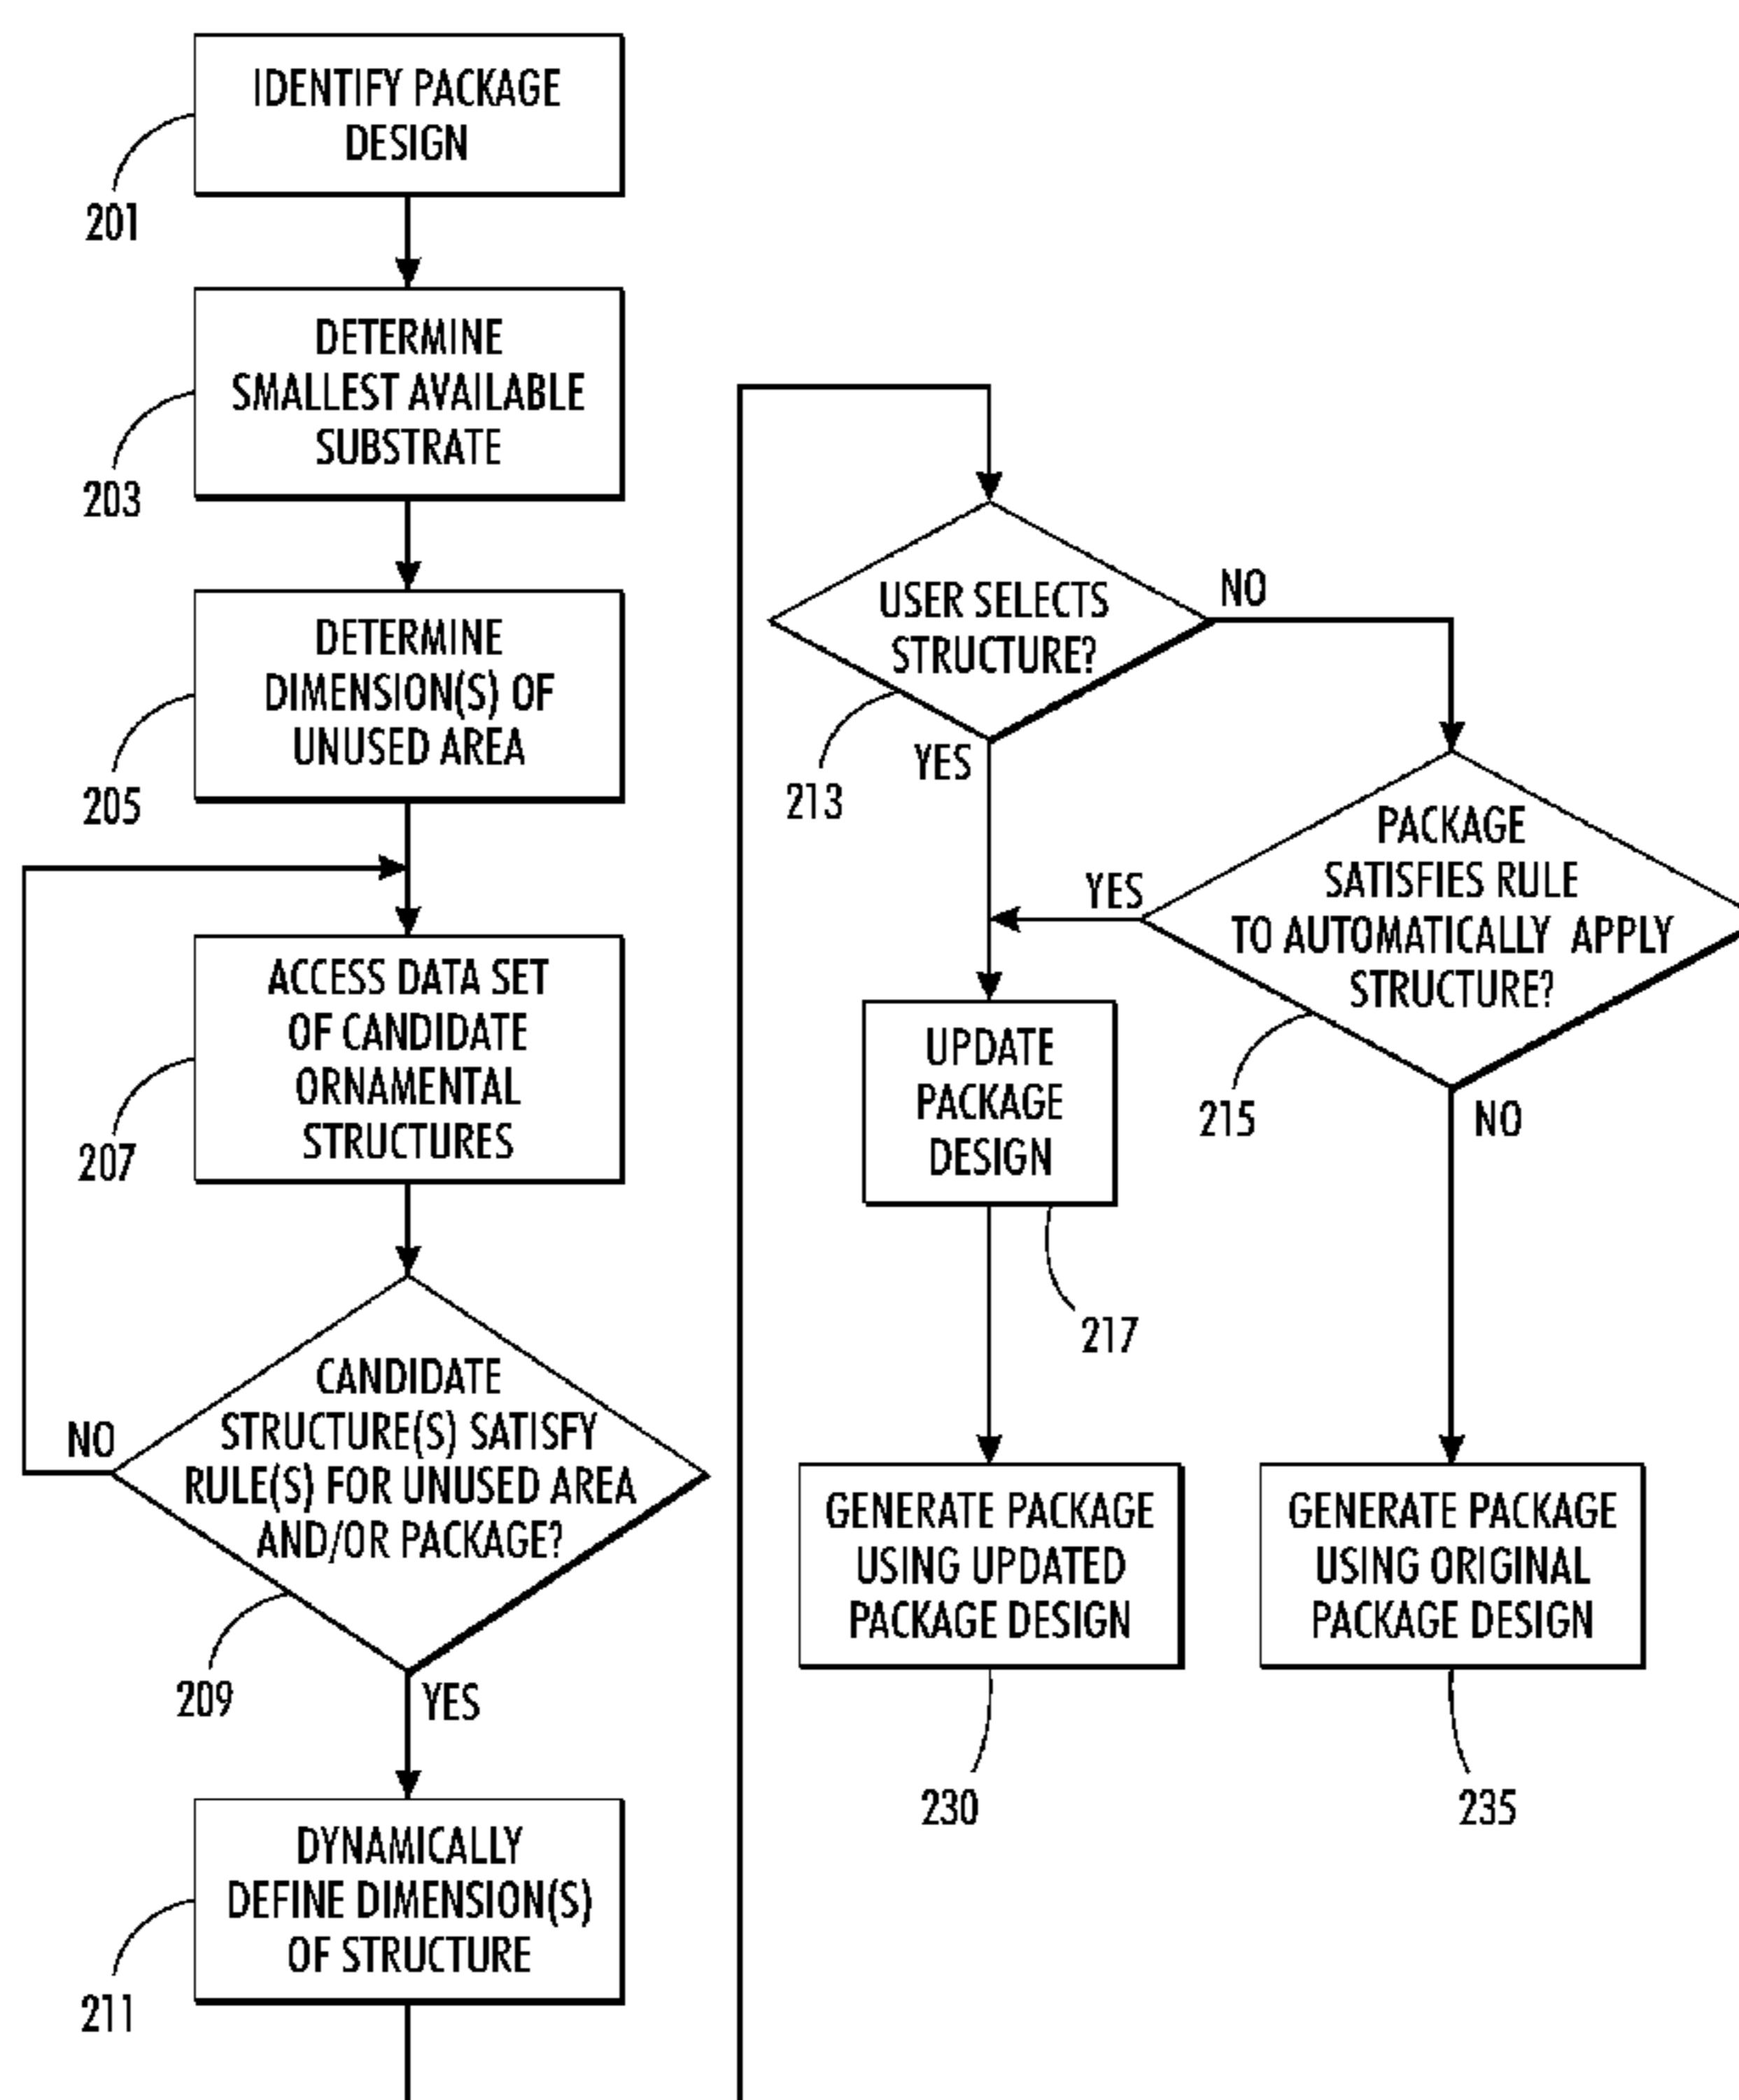 IDENTIFY PACKAGE
DESIGN
201
DETERMINE
SMALLEST AVAILABLE
SUBSTRATE
203
DETERMINE
DIMENSION(S) OF
UNUSED AREA
205
ACCESS DATA SET
OF CANDIDATE
ORNAMENTAL
STRUCTURES
207
CANDIDATE
STRUCTURE(S) SATISFY
RULE(S) FOR UNUSED AREA
AND/OR PACKAGE?
NO
209
YES
DYNAMICALLY
DEFINE DIMENSION(S)
OF STRUCTURE
211
USER SELECTS
STRUCTURE?
NO
213
YES
PACKAGE
SATISFIES RULE
TO AUTOMATICALLY APPLY
STRUCTURE?
YES
215
NO
UPDATE
PACKAGE
DESIGN
217
GENERATE PACKAGE
USING UPDATED
PACKAGE DESIGN
230
GENERATE PACKAGE
USING ORIGINAL
PACKAGE DESIGN
235